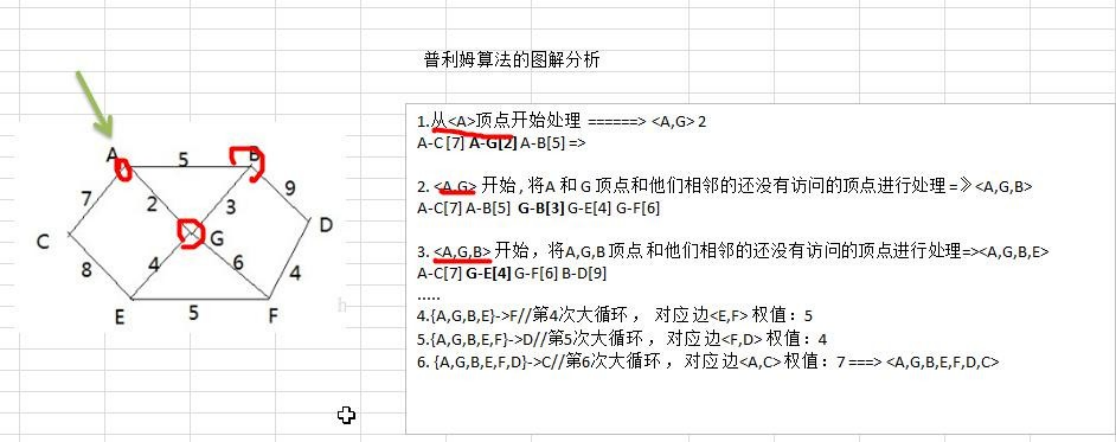 普利姆算法的图解分析
A
5
B
7
2
3
9
C
G
D
8
4
6
4
E
5
F
1.从<A>顶点开始处理 ======> <A,G> 2
A-C [7] A-G[2] A-B[5] =>
2. <A,G> 开始 , 将A 和 G 顶点和他们相邻的还没有访问的顶点进行处理 =》<A,G,B>
A-C[7] A-B[5] G-B[3] G-E[4] G-F[6]
3. <A,G,B> 开始，将A,G,B 顶点 和他们相邻的还没有访问的顶点进行处理=><A,G,B,E>
A-C[7] G-E[4] G-F[6] B-D[9]
.....
4.{A,G,B,E}->F//第4次大循环 ， 对应 边<E,F> 权值：5
5.{A,G,B,E,F}->D//第5次大循环 ， 对应 边<F,D> 权值：4
6. {A,G,B,E,F,D}->C//第6次大循环 ， 对应 边<A,C> 权值：7 ===> <A,G,B,E,F,D,C>